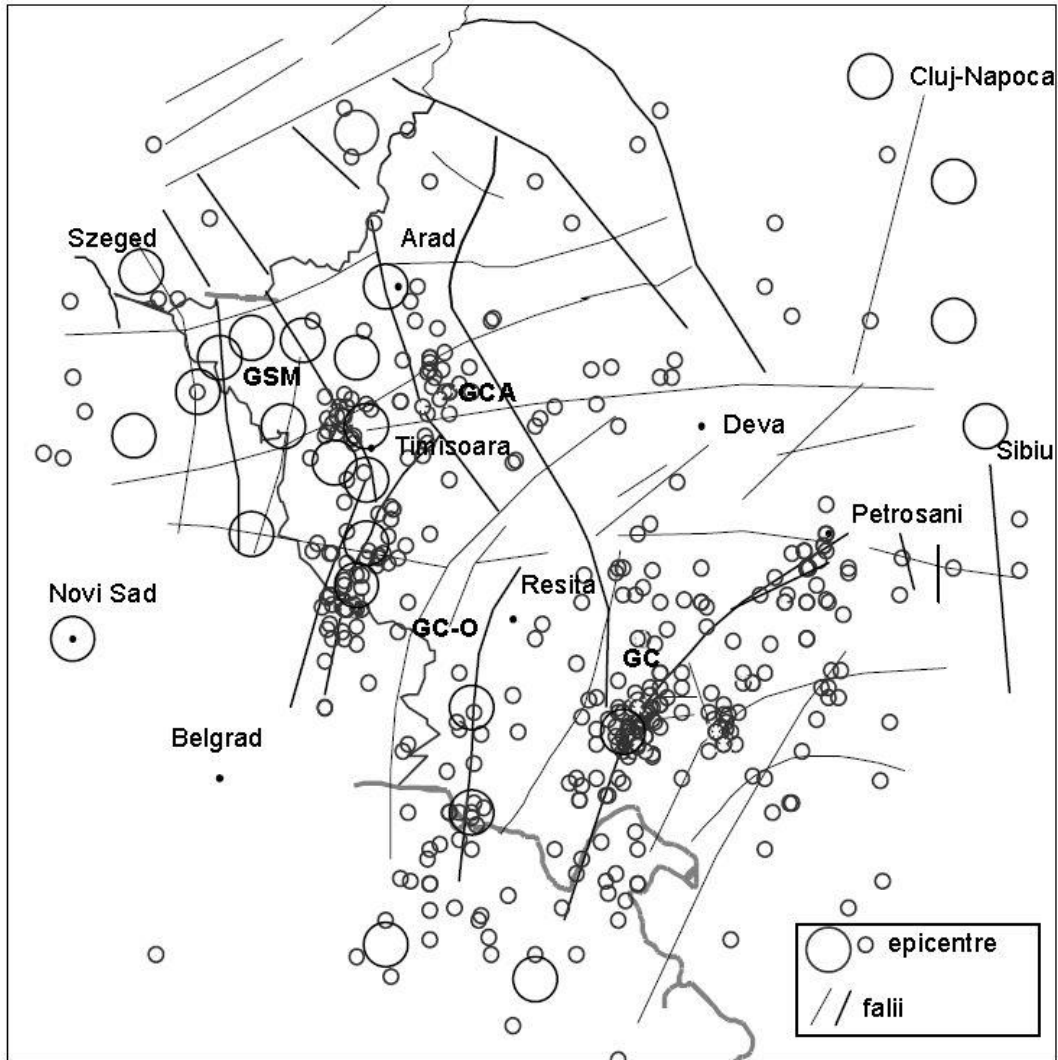 Cluj-Napoca
Szeged
Arad
GSM
GCA
Deva
Timisoara
Sibiu
Petrosani
Novi Sad
Resita
GC-O
GC
Belgrad
epicentre
falii